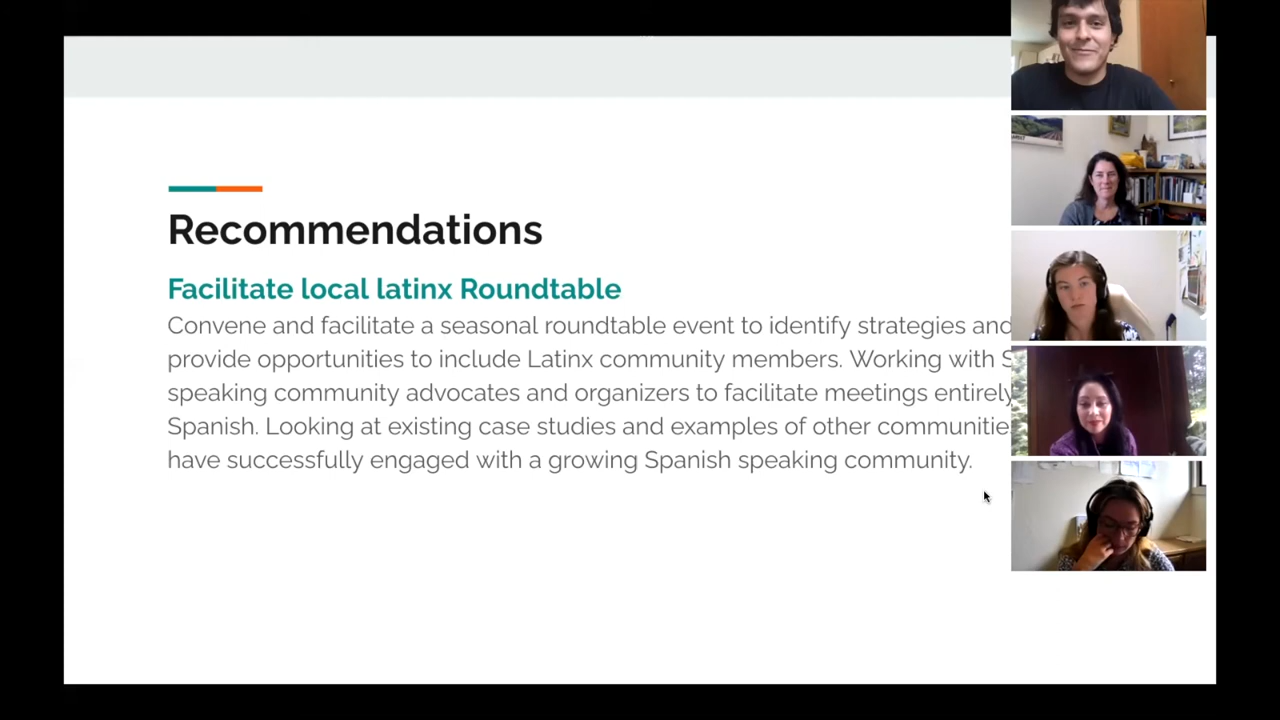 Recommendations
Facilitate local latinx Roundtable
Convene and facilitate a seasonal roundtable event to identify strategies and
provide opportunities to include Latinx community members. Working with S
speaking community advocates and organizers to facilitate meetings entirely
Spanish. Looking at existing case studies and examples of other communitie
have successfully engaged with a growing Spanish speaking community.